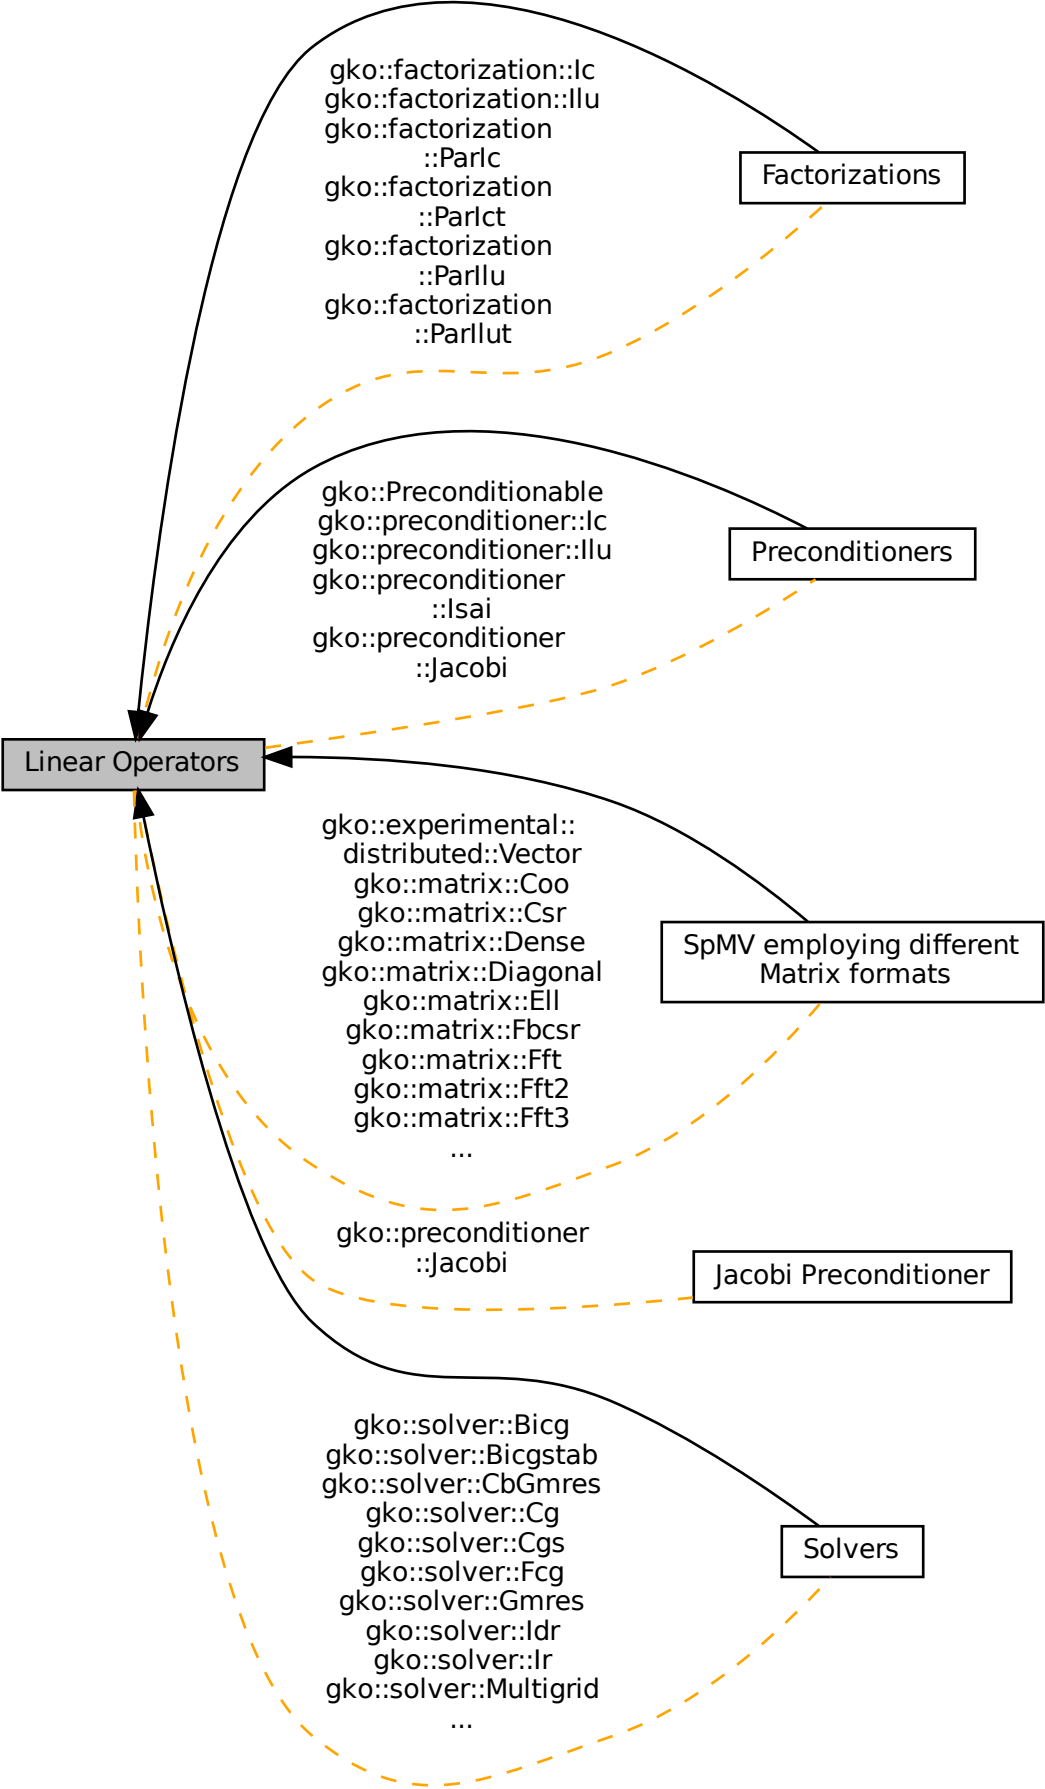 gko::factorization::Ic
gko::factorization::Ilu
gko::factorization
::ParIc
gko::factorization
::ParIct
gko::factorization
::ParIlu
gko::factorization
::ParIlut
Factorizations
gko::Preconditionable
gko::preconditioner::Ic
gko::preconditioner::Ilu
gko::preconditioner
::Isai
gko::preconditioner
::Jacobi
Preconditioners
Linear Operators
gko::experimental::
distributed::Vector
gko::matrix::Coo
gko::matrix::Csr
gko::matrix::Dense
gko::matrix::Diagonal
gko::matrix::Ell
gko::matrix::Fbcsr
gko::matrix::Fft
gko::matrix::Fft2
gko::matrix::Fft3
...
SpMV employing different
Matrix formats
gko::preconditioner
::Jacobi
Jacobi Preconditioner
gko::solver::Bicg
gko::solver::Bicgstab
gko::solver::CbGmres
gko::solver::Cg
gko::solver::Cgs
gko::solver::Fcg
gko::solver::Gmres
gko::solver::Idr
gko::solver::Ir
gko::solver::Multigrid
...
Solvers